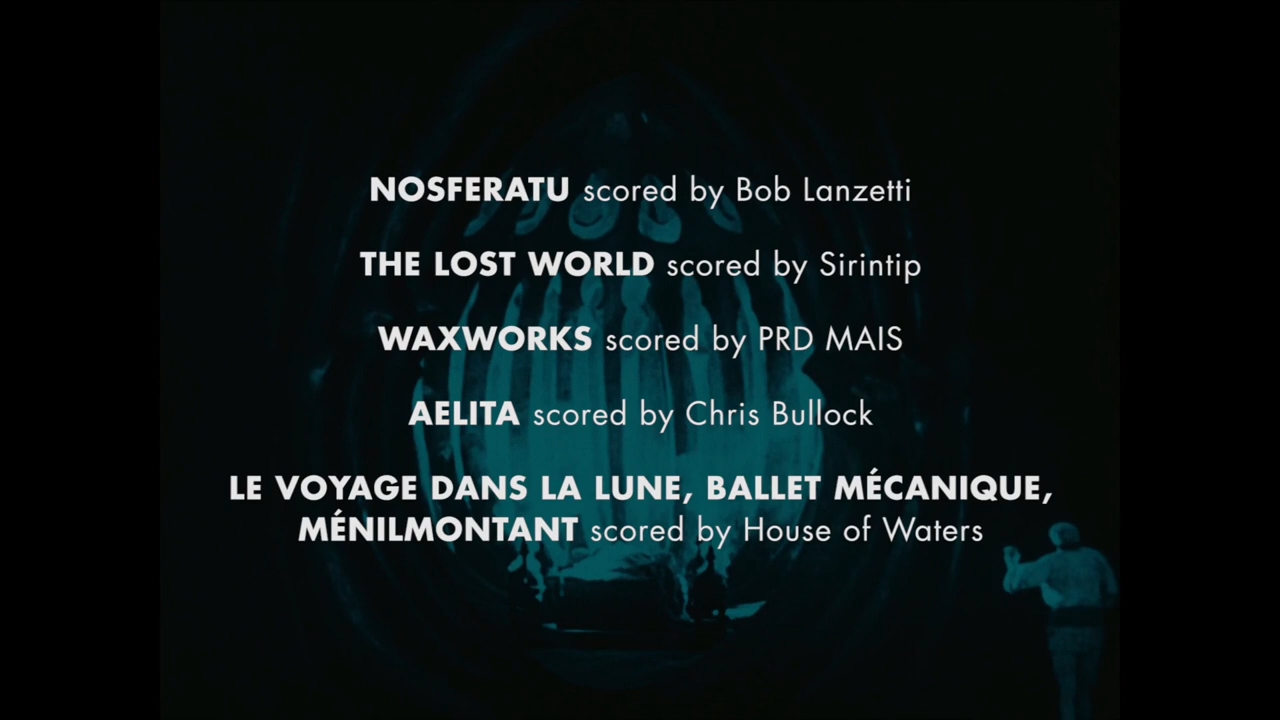 NOSFERATU scored by Bob Lanzetti
THE LOST WORLD scored by Sirintip
WAXWORKS scored by PRD MAIS
AELITA scored by Chris Bullock
LE VOYAGE DANS LA LUNE, BALLET MÉCANIQUE,
MÉNILMONTANT scored by House of Waters